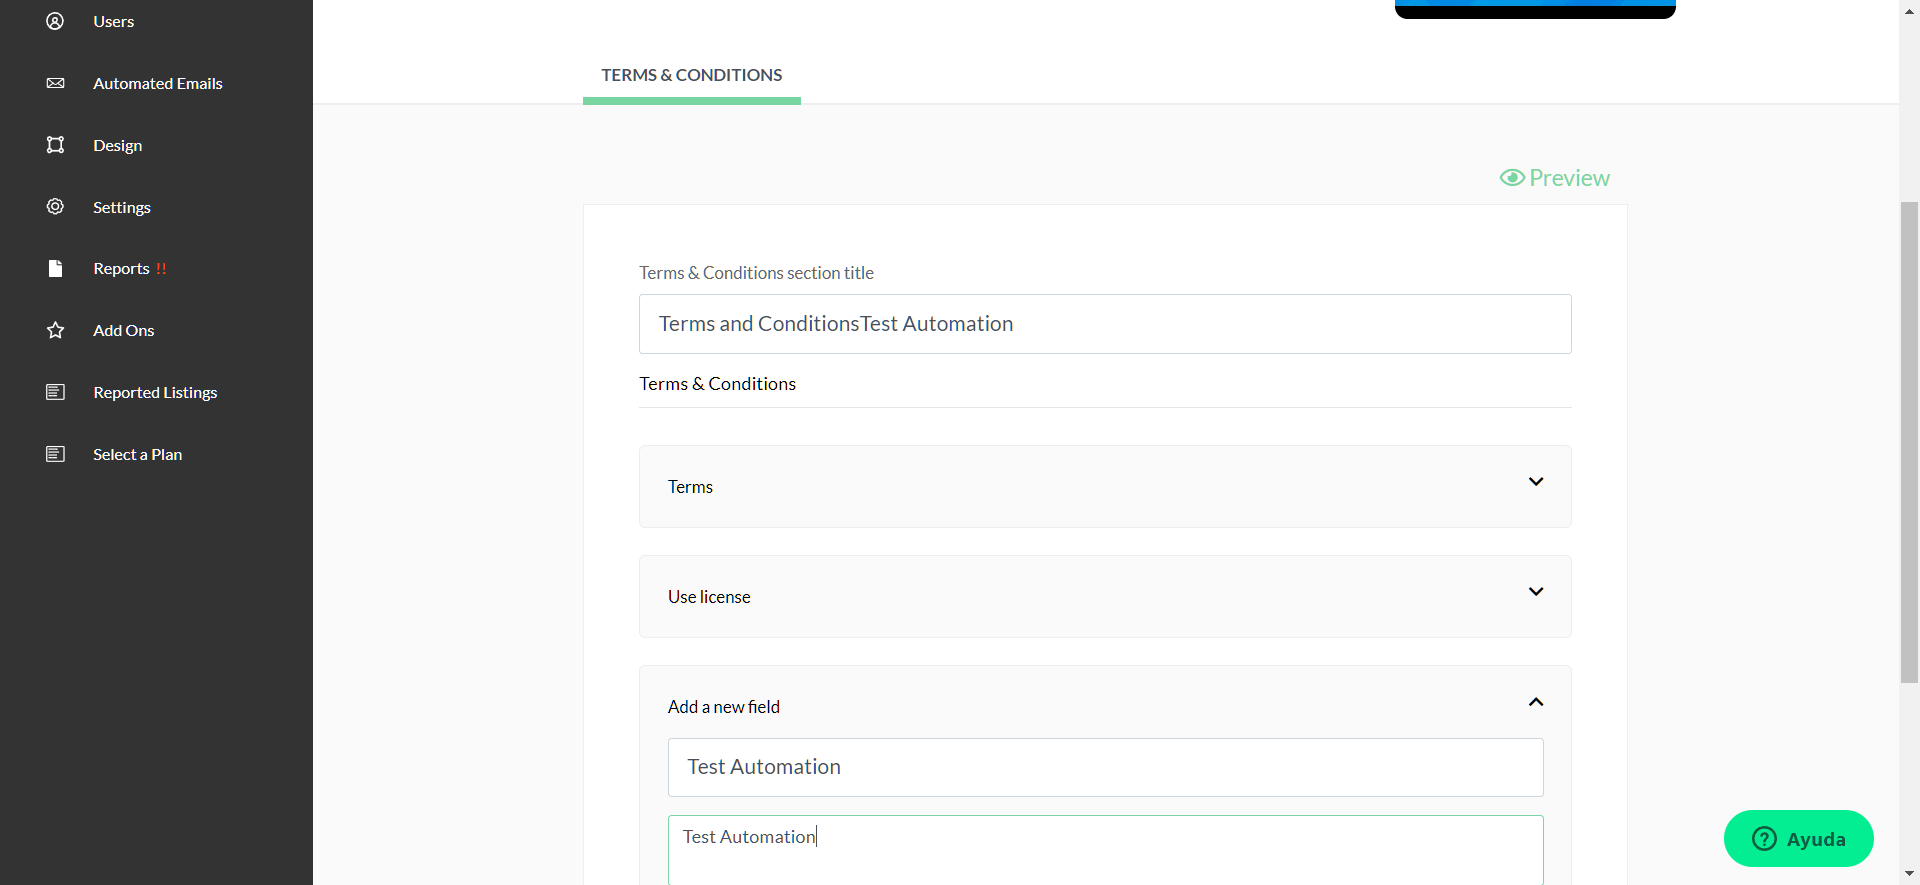 Users
Automated Emails
Design
Settings
Reports !!
Add Ons
Reported Listings
Select a Plan
TERMS & CONDITIONS
Preview
Terms & Conditions section title
Terms and ConditionsTest Automation
Terms & Conditions
Terms
Use license
Add a new field
Test Automation
Test Automation
Ayuda